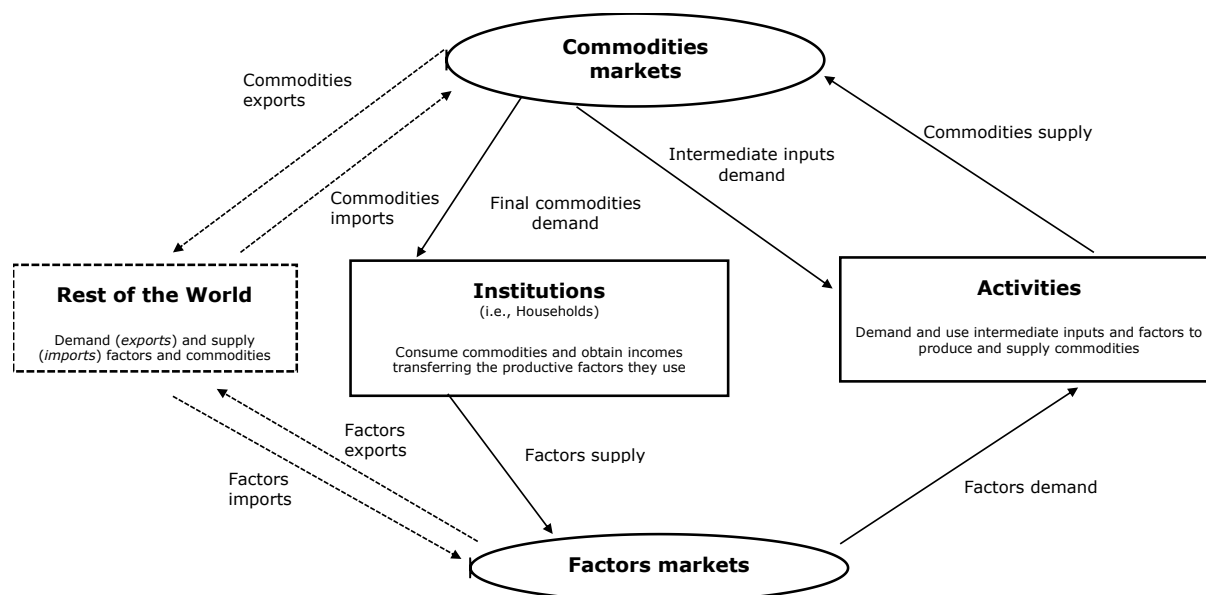 Commodities
markets
Commodities
exports
Commodities supply
Intermediate inputs
demand
Commodities
imports
Final commodities
demand
Rest of the World
Demand (exports) and supply
(imports) factors and commodities
Institutions
(i.e., Households)
Consume commodities and obtain incomes
transferring the productive factors they use
Activities
Demand and use intermediate inputs and factors to
produce and supply commodities
Factors
exports
Factors
imports
Factors supply
Factors demand
Factors markets